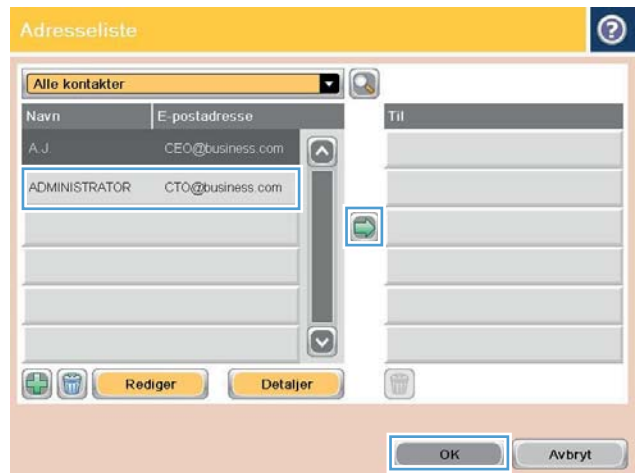 Adresseliste
Alle kontakter
Navn E-postadresse Til
A.J. CEO@business.com
ADMINISTRATOR CTO@business.com
Rediger Detaljer
OK Avbryt